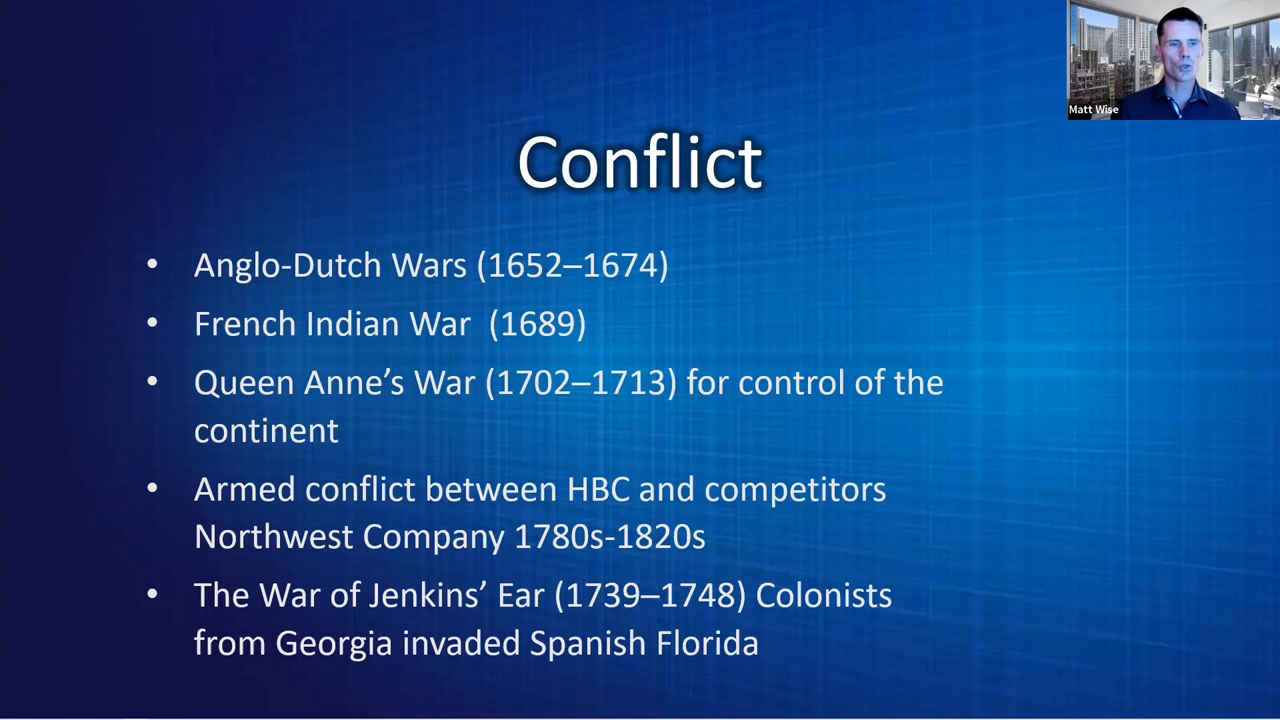 Matt Wise
Conflict
• Anglo-Dutch Wars (1652–1674)
• French Indian War  (1689)
• Queen Anne’s War (1702–1713) for control of the
continent
• Armed conflict between HBC and competitors
Northwest Company 1780s-1820s
• The War of Jenkins’ Ear (1739–1748) Colonists
from Georgia invaded Spanish Florida